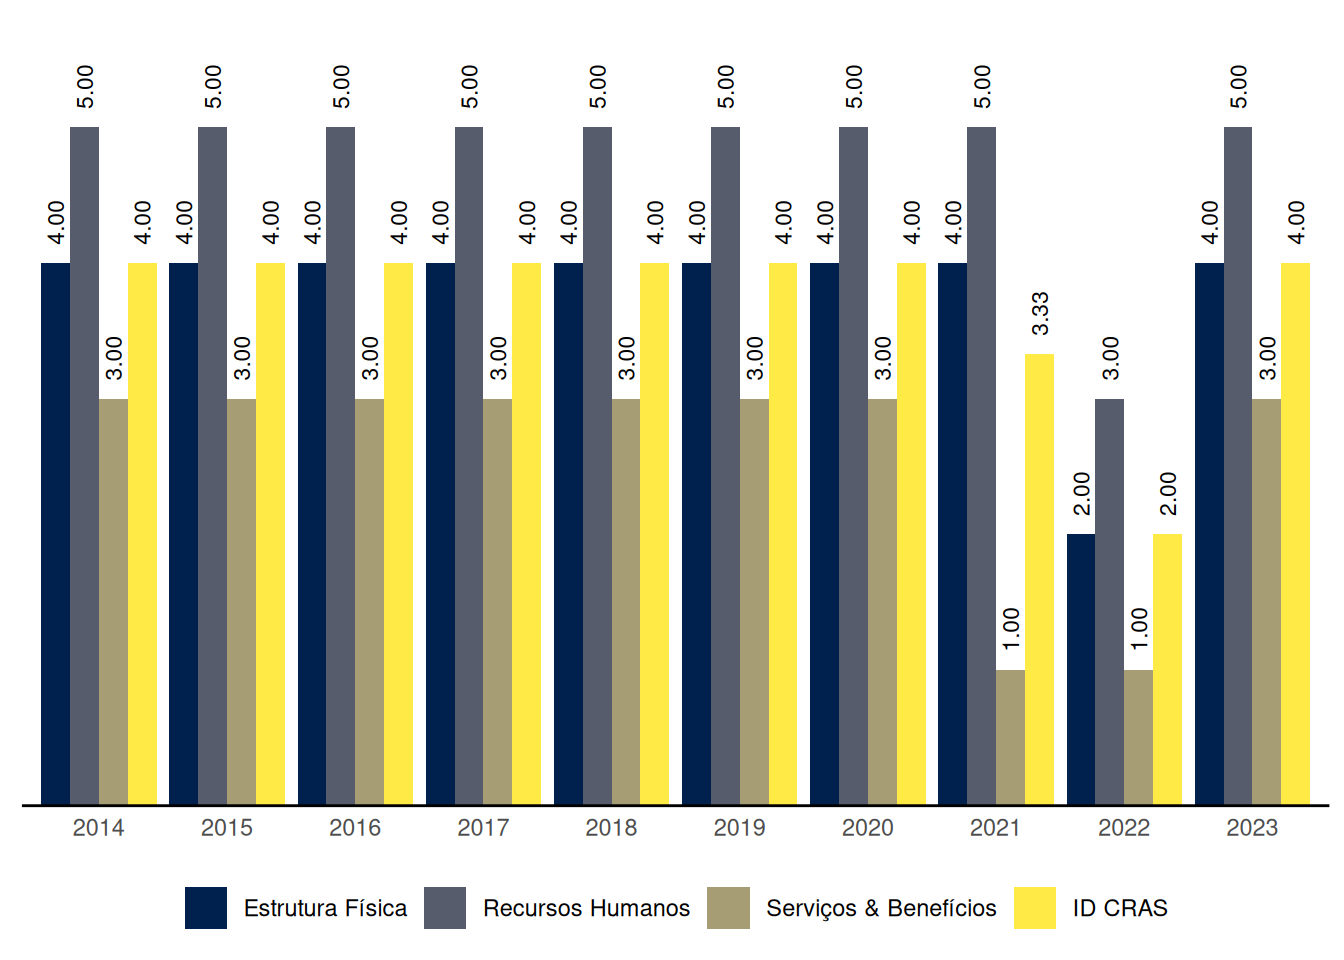 5.00 5.00 5.00 5.00 5.00 5.00 5.00 5.00 5.00
4.00 4.00 4.00 4.00 4.00 4.00 4.00 4.00 4.00 4.00 4.00 4.00 4.00 4.00 4.00 4.00 4.00
3.33
3.00 3.00 3.00 3.00 3.00 3.00 3.00 3.00 3.00
2.00 2.00
1.00 1.00
2014 2015 2016 2017 2018 2019 2020 2021 2022 2023
Estrutura Física Recursos Humanos Serviços & Benefícios ID CRAS